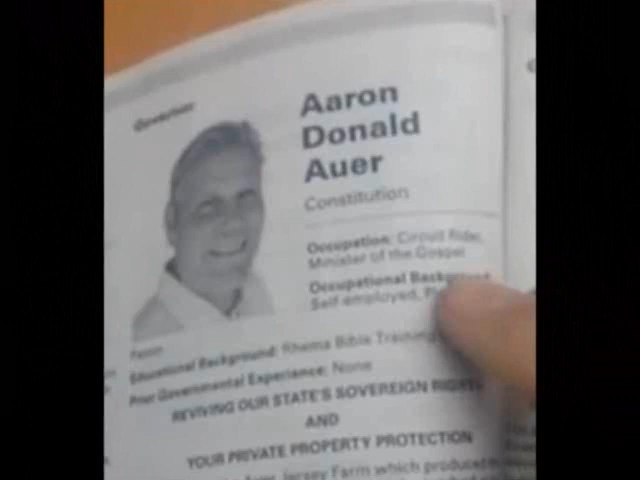 Governor
Aaron
Donald
Auer
Constitution
Occupation: Circuit Rider,
Minister of the Gospel
Occupational Background:
Self employed,
Educational Background: Rhema Bible Training
Prior Governmental Experience: None
REVIVING OUR STATE'S SOVEREIGN RIGHTS
AND
YOUR PRIVATE PROPERTY PROTECTION
Jersey Farm which produced